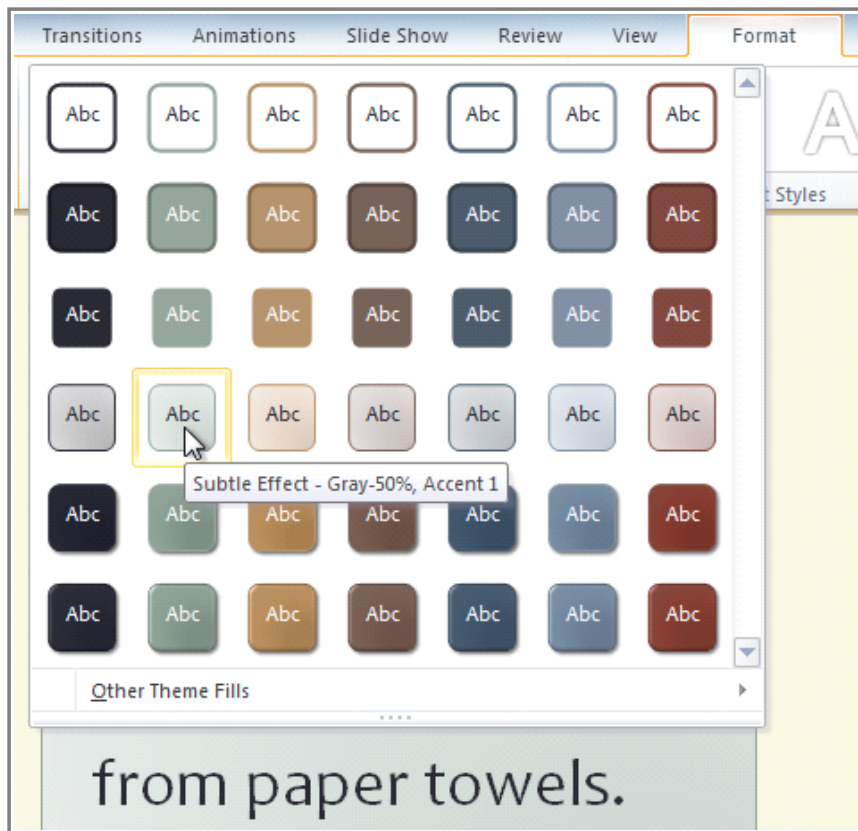 Transitions Animations Slide Show Review View Format
Abc Abc Abc Abc Abc Abc Abc
Abc Abc Abc Abc Abc Abc Abc
Styles
Abc Abc Abc Abc Abc Abc Abc
Abc Abc Abc Abc Abc Abc Abc
Subtle Effect - Gray-50%, Accent 1
Abc Abc Abc Abc Abc Abc Abc
Abc Abc Abc Abc Abc Abc Abc
Other Theme Fills
from paper towels.